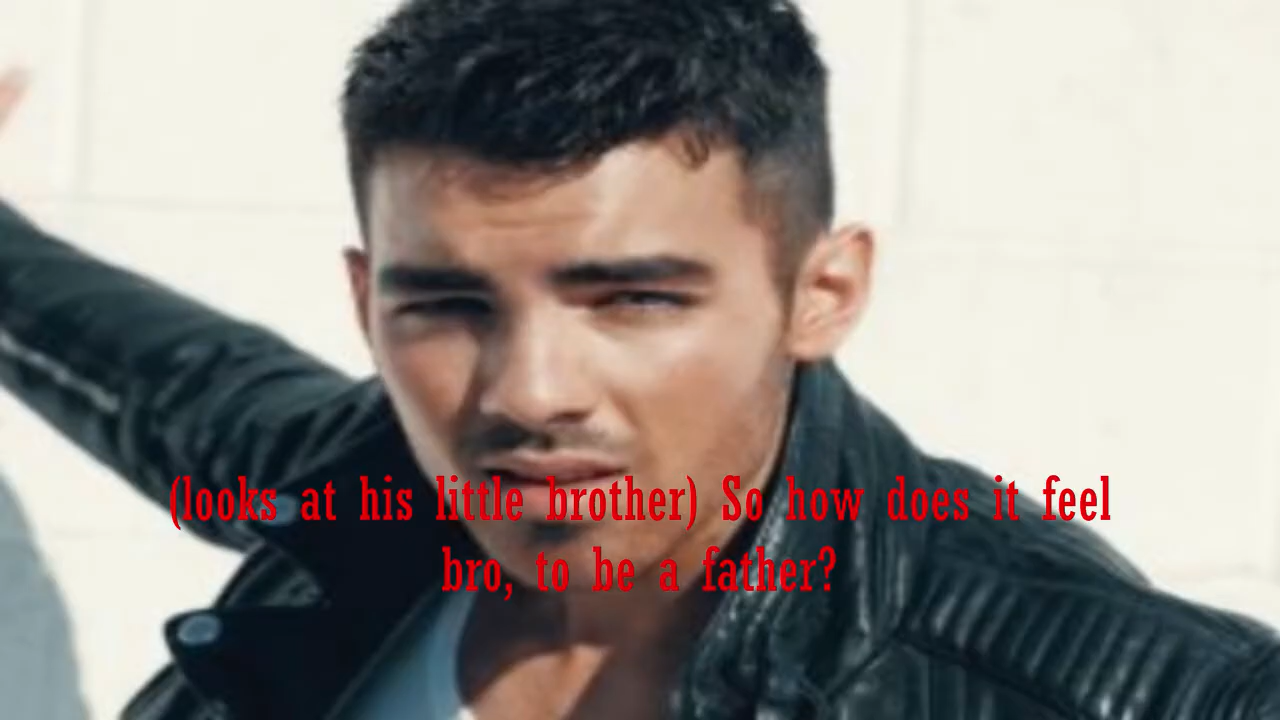 (looks at his little brother) So how does it feel
bro, to be a father?